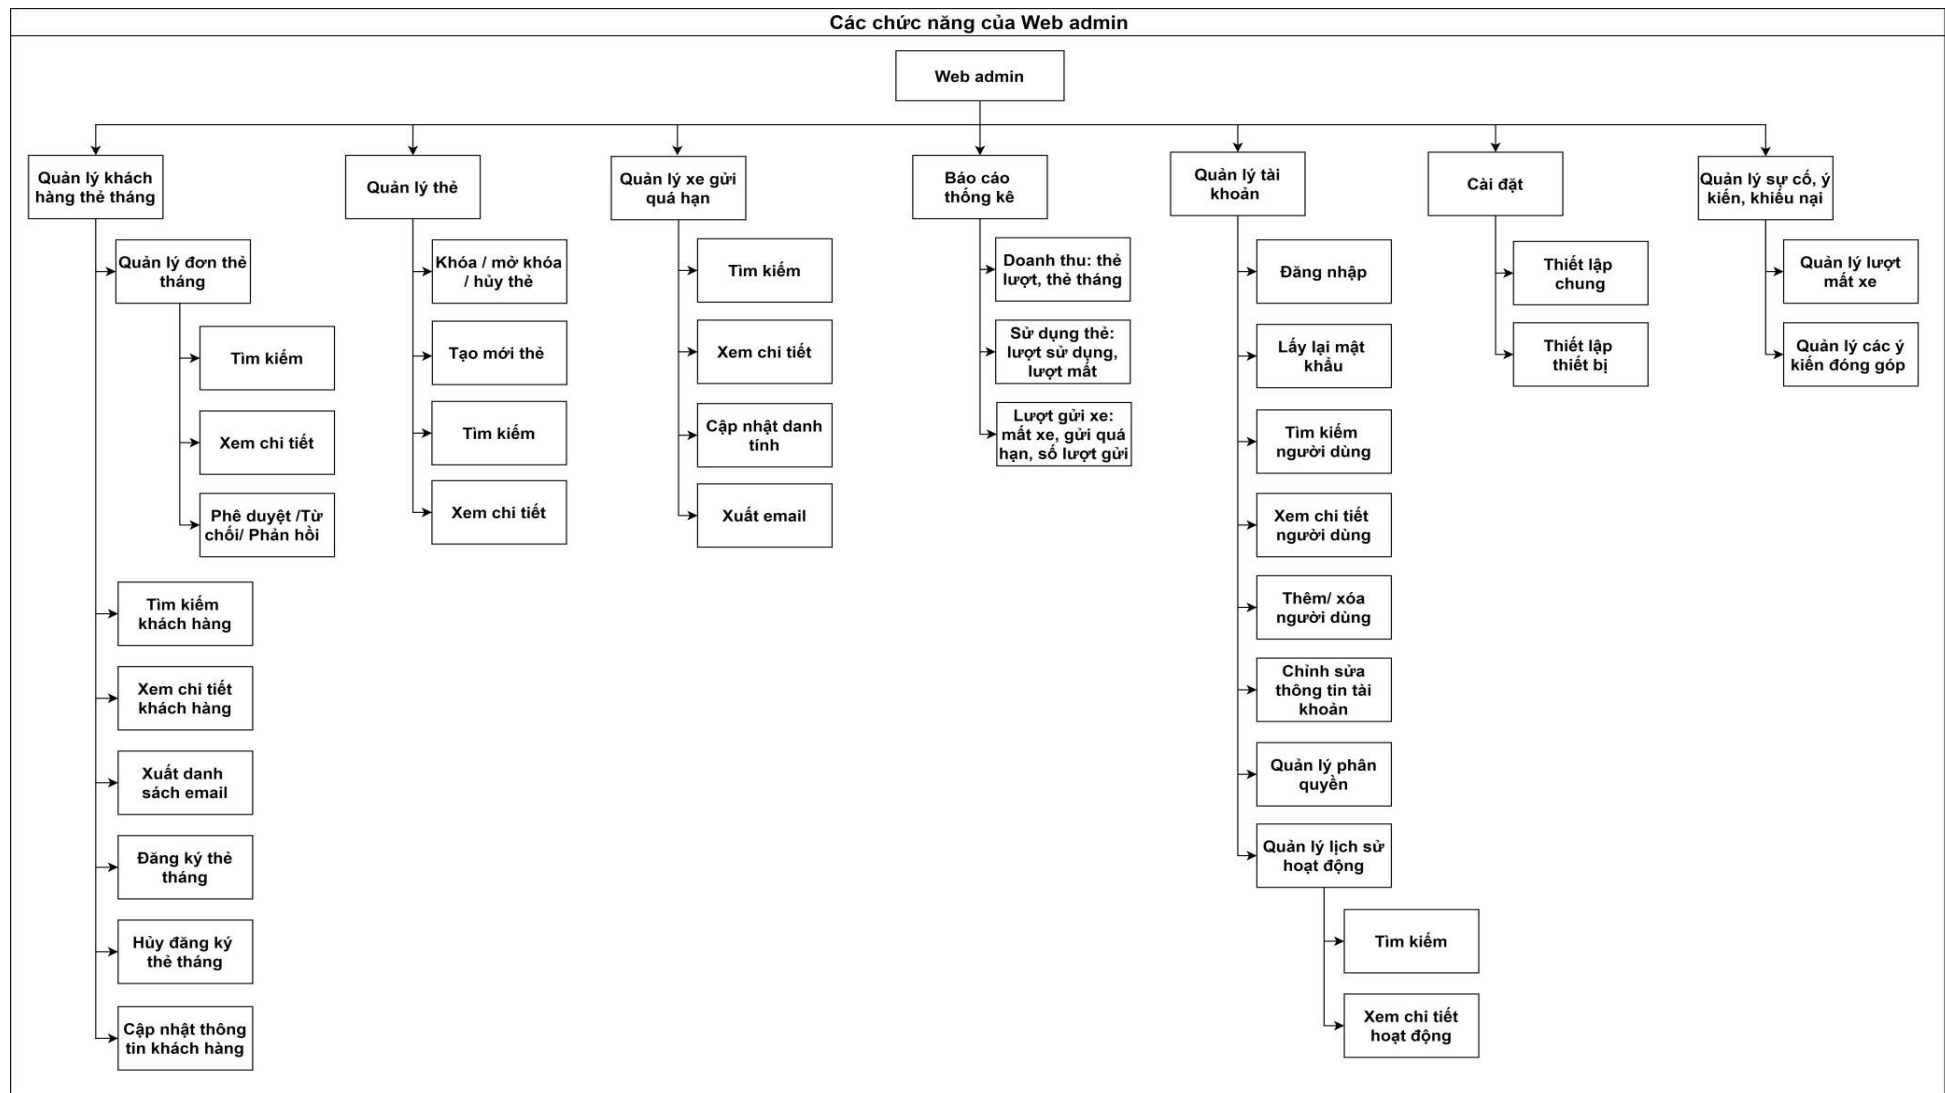 Các chức năng của Web admin
Web admin
Quản lý khách
hàng thẻ tháng
Quản lý đơn thẻ
tháng
Tìm kiếm
Xem chi tiết
Phê duyệt /Từ
chối/ Phản hồi
Tìm kiếm
khách hàng
Xem chi tiết
khách hàng
Xuất danh
sách email
Đăng ký thẻ
tháng
Hủy đăng ký
thẻ tháng
Cập nhật thông
tin khách hàng
Quản lý thẻ
Khóa / mở khóa
/ hủy thẻ
Tạo mới thẻ
Tìm kiếm
Xem chi tiết
Quản lý xe gửi
quá hạn
Tìm kiếm
Xem chi tiết
Cập nhật danh
tính
Xuất email
Báo cáo
thống kê
Doanh thu: thẻ
lượt, thẻ tháng
Sử dụng thẻ:
lượt sử dụng,
lượt mất
Lượt gửi xe:
mất xe, gửi quá
hạn, số lượt gửi
Quản lý tài
khoản
Đăng nhập
Lấy lại mật
khẩu
Tìm kiếm
người dùng
Xem chi tiết
người dùng
Thêm/ xóa
người dùng
Chỉnh sửa
thông tin tài
khoản
Quản lý phân
quyền
Quản lý lịch sử
hoạt động
Tìm kiếm
Xem chi tiết
hoạt động
Cài đặt
Thiết lập
chung
Thiết lập
thiết bị
Quản lý sự cố, ý
kiến, khiếu nại
Quản lý lượt
mất xe
Quản lý các ý
kiến đóng góp